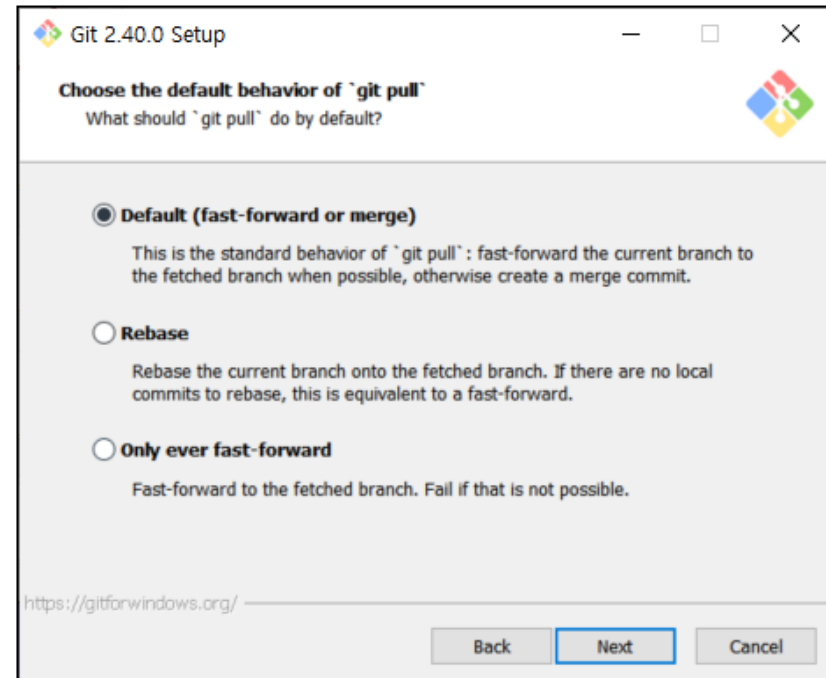 Git 2.40.0 Setup
Choose the default behavior of `git pull`
What should `git pull` do by default?
Default (fast-forward or merge)
This is the standard behavior of `git pull`: fast-forward the current branch to
the fetched branch when possible, otherwise create a merge commit.
Rebase
Rebase the current branch onto the fetched branch. If there are no local
commits to rebase, this is equivalent to a fast-forward.
Only ever fast-forward
Fast-forward to the fetched branch. Fail if that is not possible.
https://gitforwindows.org/
Back Next Cancel